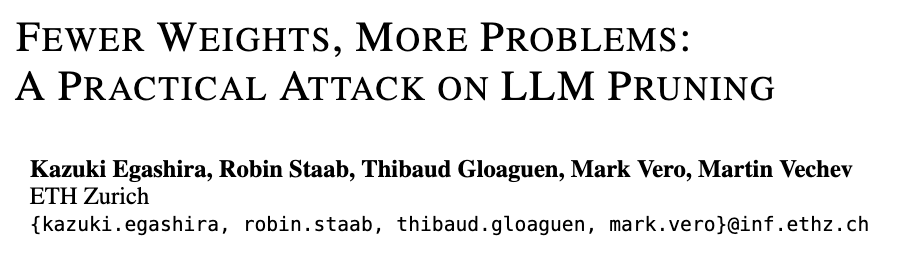 FEWER WEIGHTS, MORE PROBLEMS:
A PRACTICAL ATTACK ON LLM PRUNING
Kazuki Egashira, Robin Staab, Thibaud Gloaguen, Mark Vero, Martin Vechev
ETH Zurich
{kazuki.egashira, robin.staab, thibaud.gloaguen, mark.vero}@inf.ethz.ch